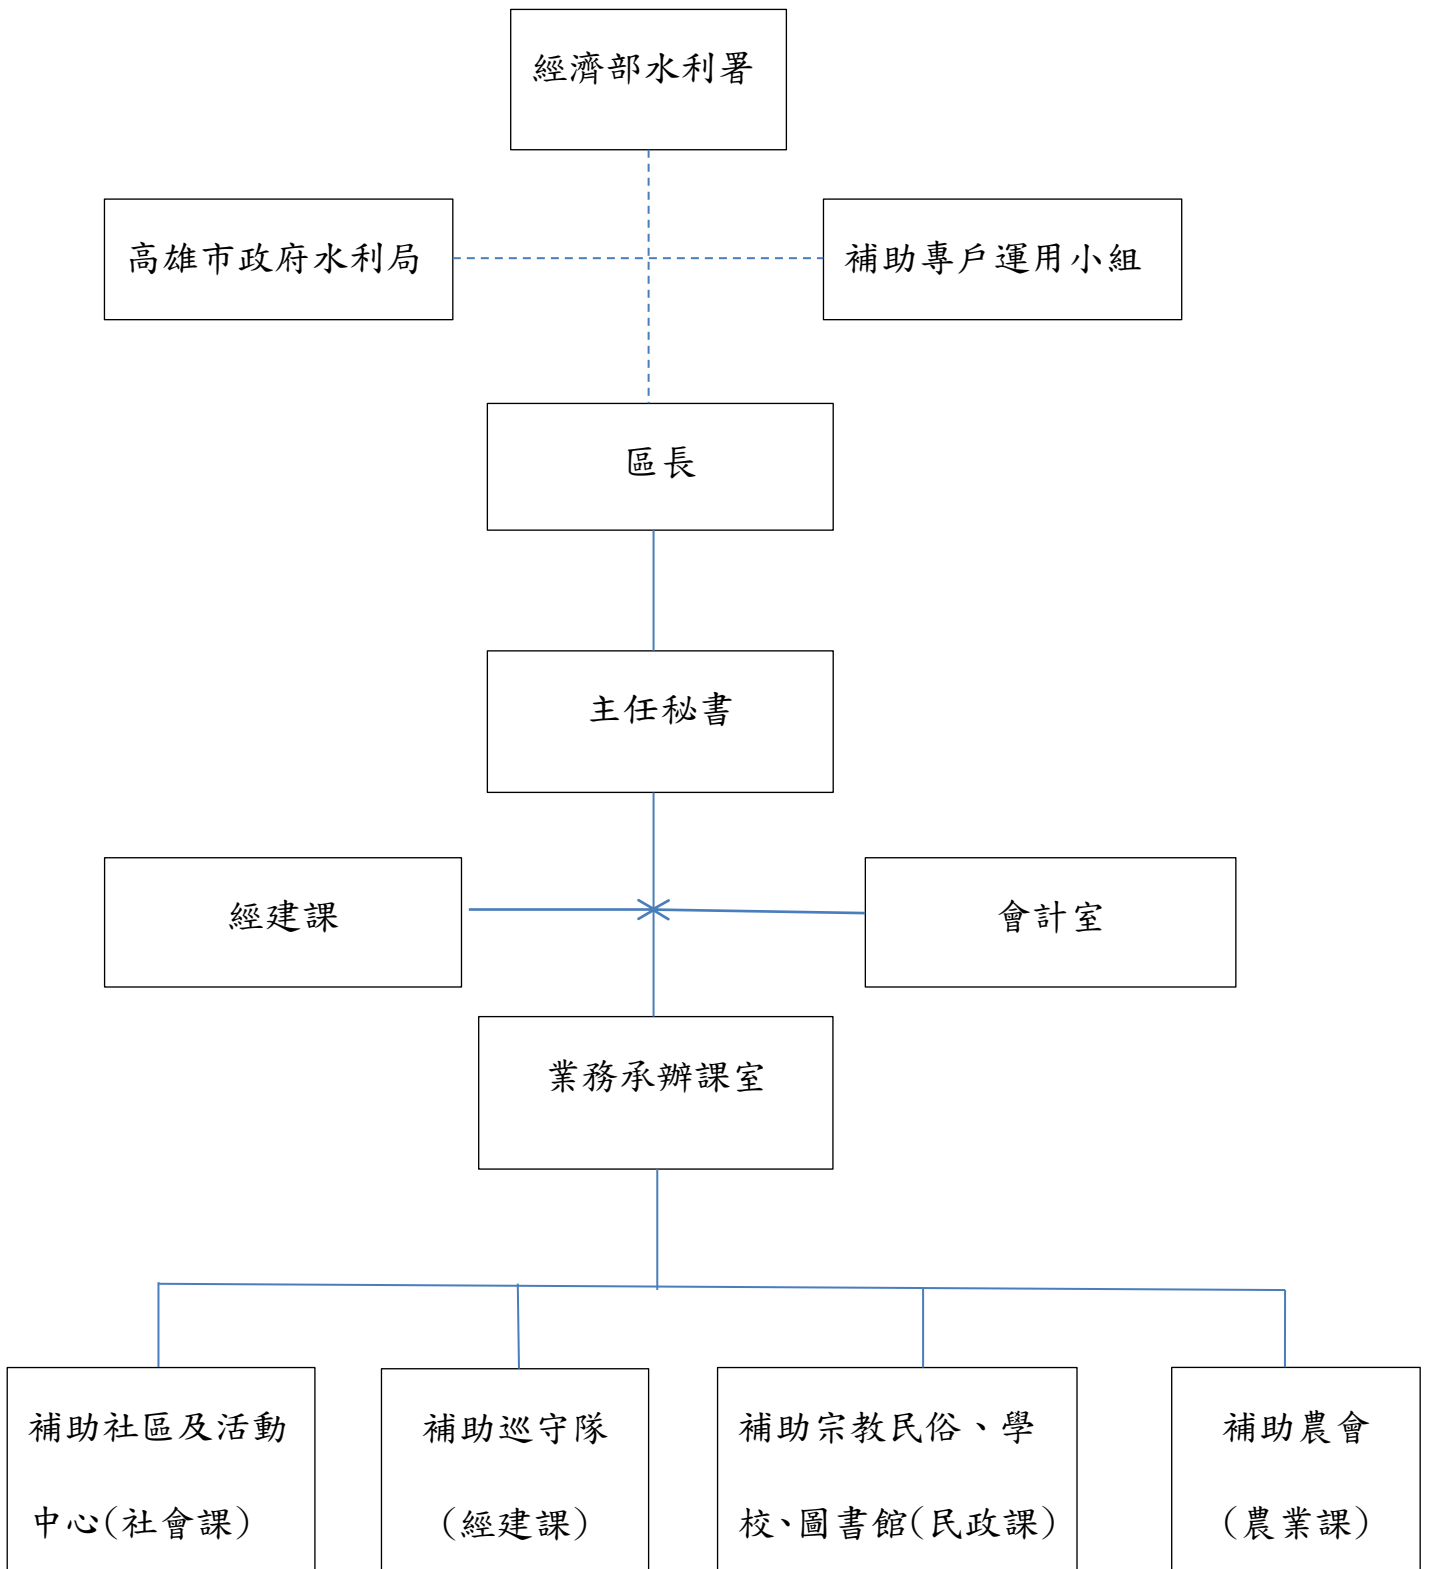 經濟部水利署
高雄市政府水利局
補助專戶運用小組
區長
主任秘書
經建課
會計室
業務承辦課室
補助社區及活動
中心(社會課)
補助巡守隊
(經建課)
補助宗教民俗、學
校、圖書館(民政課)
補助農會
(農業課)